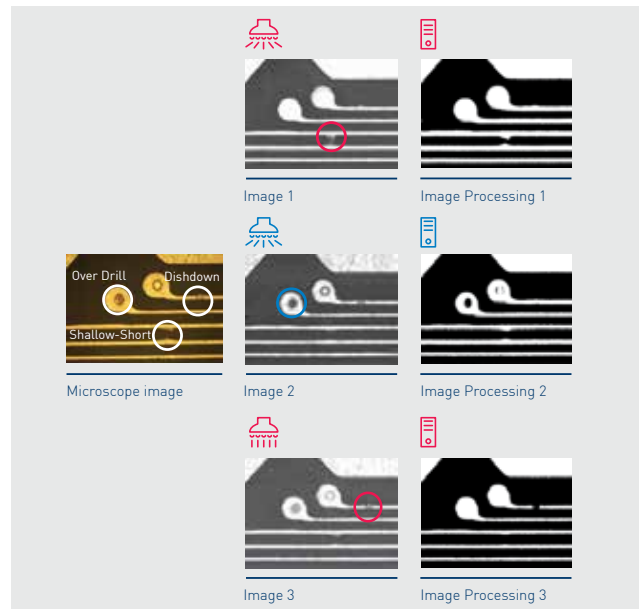 Image 1
Image Processing 1
Over Drill
Dishdown
Shallow-Short
Microscope image
Image 2
Image Processing 2
Image 3
Image Processing 3